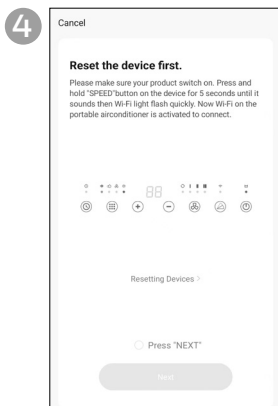 4
Cancel
Reset the device first.
Please make sure your product switch on. Press and
hold "SPEED"button on the device for 5 seconds until it
sounds then Wi-Fi light flash quickly. Now Wi-Fi on the
portable airconditioner is activated to connect.
88
Resetting Devices >
Press "NEXT"
Next